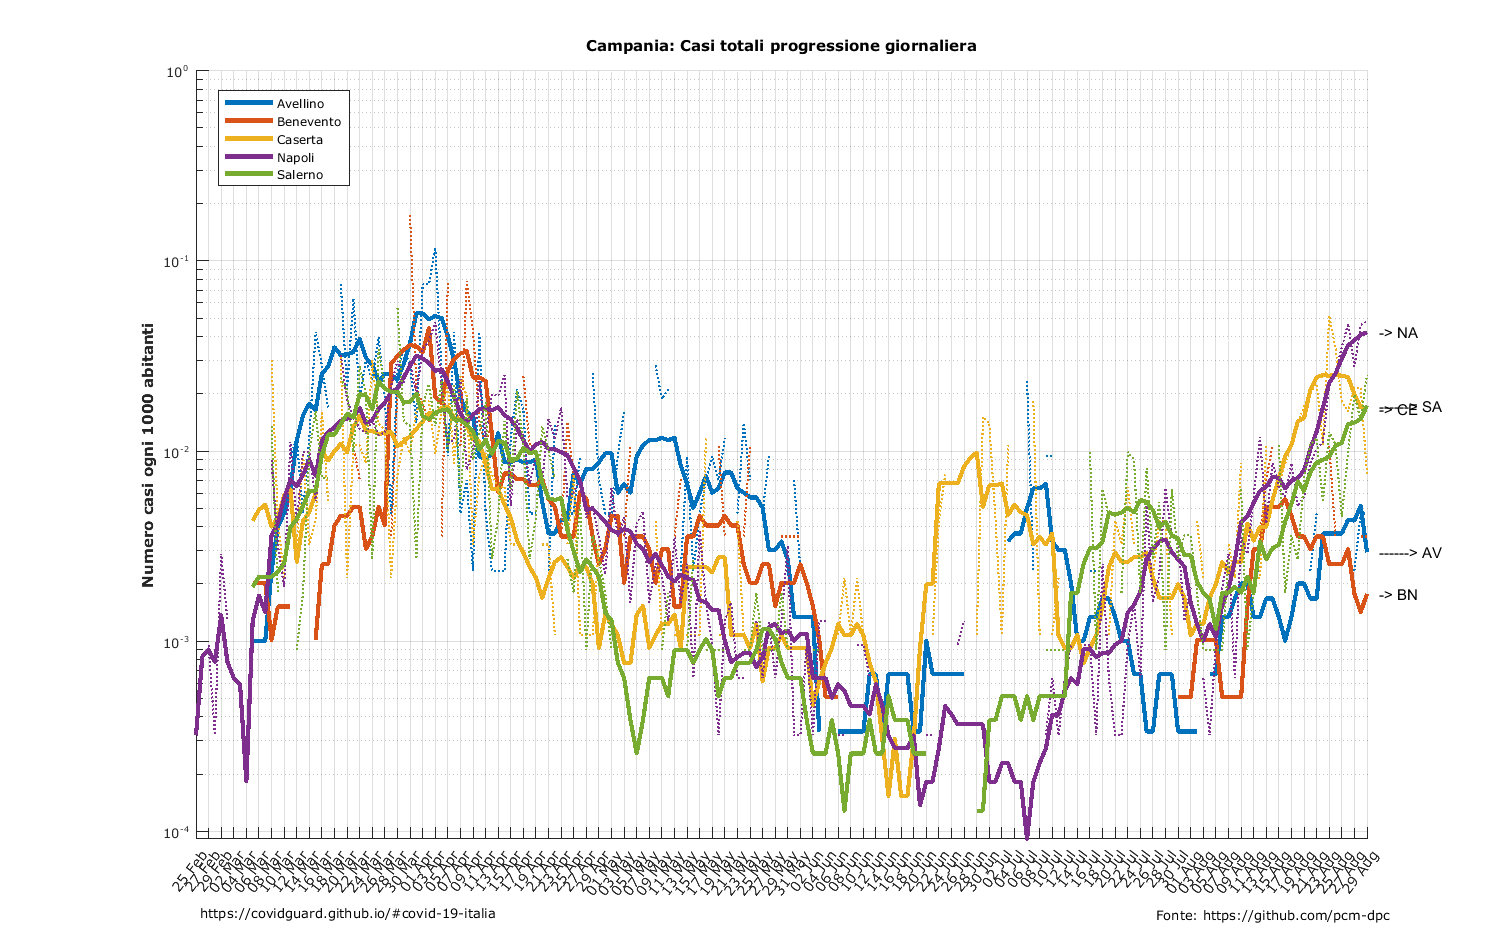 Campania: Casi totali progressione giornaliera
10^0
10^-1
10^-2
10^-3
10^-4
Numero casi ogni 1000 abitanti
Avellino
Benevento
Caserta
Napoli
Salerno
-> NA
-> CE
-----> SA
------> AV
-> BN
25 Feb
27 Feb
29 Feb
02 Mar
04 Mar
06 Mar
08 Mar
10 Mar
12 Mar
14 Mar
16 Mar
18 Mar
20 Mar
22 Mar
24 Mar
26 Mar
28 Mar
30 Mar
01 Apr
03 Apr
05 Apr
07 Apr
09 Apr
11 Apr
13 Apr
15 Apr
17 Apr
19 Apr
21 Apr
23 Apr
25 Apr
27 Apr
29 Apr
01 May
03 May
05 May
07 May
09 May
11 May
13 May
15 May
17 May
19 May
21 May
23 May
25 May
27 May
29 May
31 May
02 Jun
04 Jun
06 Jun
08 Jun
10 Jun
12 Jun
14 Jun
16 Jun
18 Jun
20 Jun
22 Jun
24 Jun
26 Jun
28 Jun
30 Jun
02 Jul
04 Jul
06 Jul
08 Jul
10 Jul
12 Jul
14 Jul
16 Jul
18 Jul
20 Jul
22 Jul
24 Jul
26 Jul
28 Jul
30 Jul
01 Aug
03 Aug
05 Aug
07 Aug
09 Aug
11 Aug
13 Aug
15 Aug
17 Aug
19 Aug
21 Aug
23 Aug
25 Aug
27 Aug
29 Aug
https://covidguard.github.io/#covid-19-italia
Fonte: https://github.com/pcm-dpc